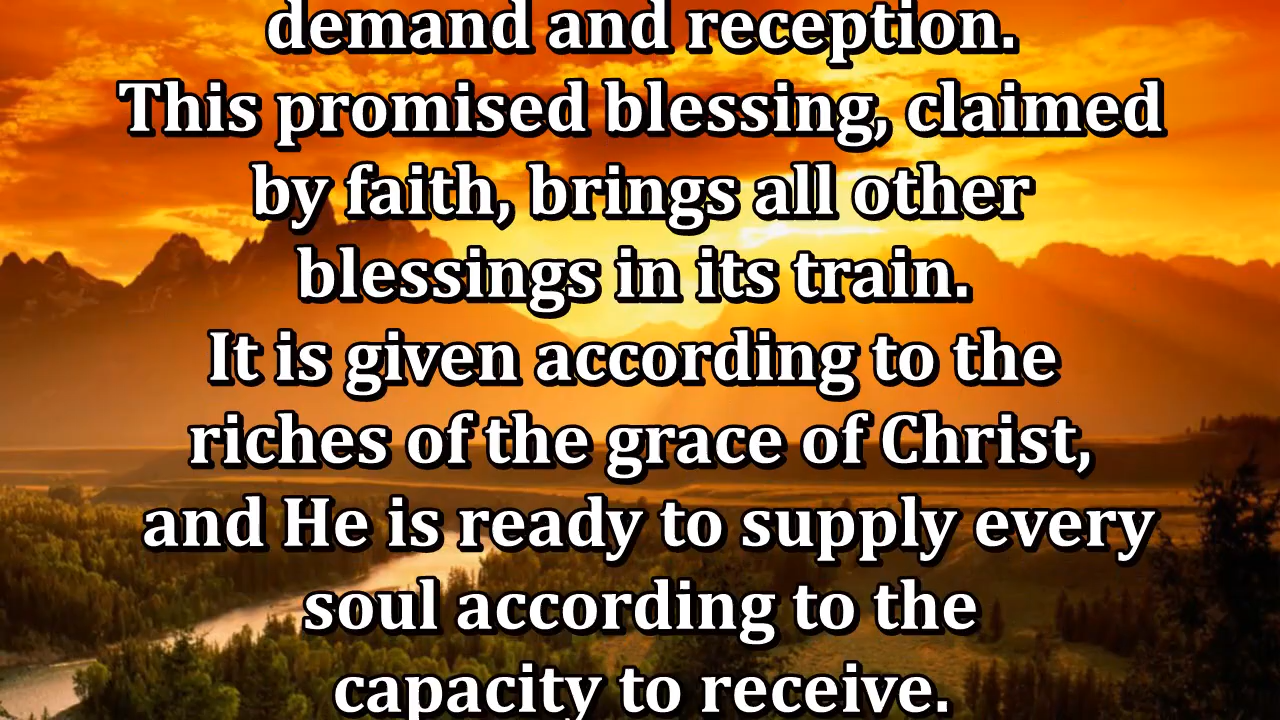 demand and reception.
This promised blessing, claimed
by faith, brings all other
blessings in its train.
It is given according to the
riches of the grace of Christ,
and He is ready to supply every
soul according to the
capacity to receive.